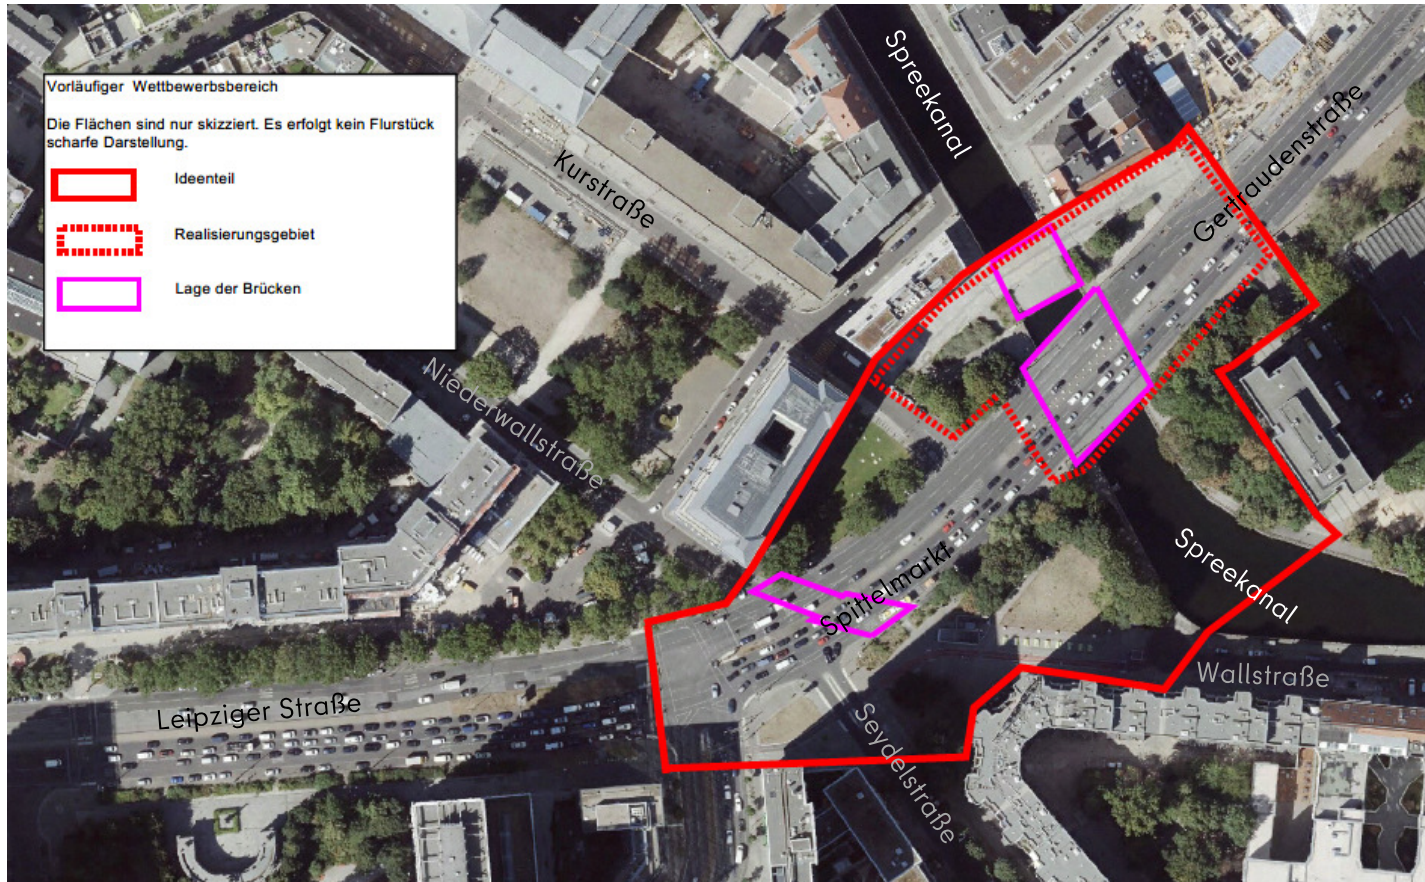 Vorläufiger Wettbewerbsbereich
Die Flächen sind nur skizziert. Es erfolgt kein Flurstück
scharfe Darstellung.
Ideenteil
Realisierungsgebiet
Lage der Brücken
Spreekanal
Kurstraße
Gertraudenstraße
Niederwallstraße
Spittelmarkt
Spreekanal
Wallstraße
Leipziger Straße
Seydelstraße